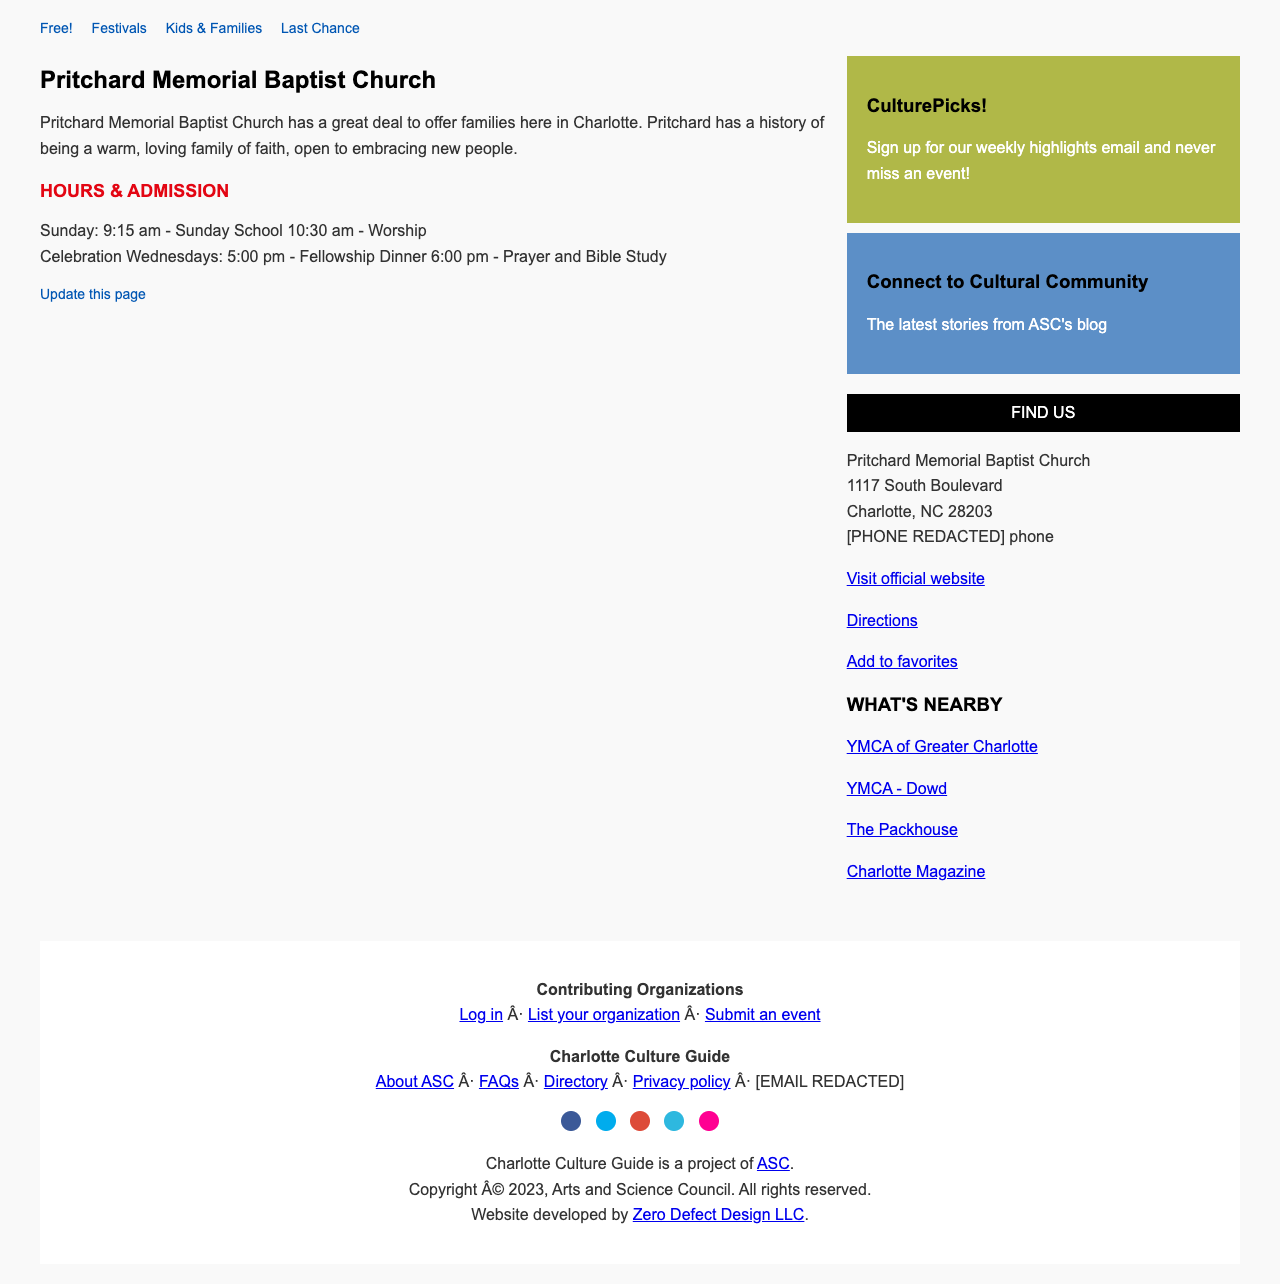 Free! Festivals Kids & Families Last Chance
Pritchard Memorial Baptist Church
Pritchard Memorial Baptist Church has a great deal to offer families here in Charlotte. Pritchard has a history of
being a warm, loving family of faith, open to embracing new people.
HOURS & ADMISSION
Sunday: 9:15 am - Sunday School 10:30 am - Worship
Celebration Wednesdays: 5:00 pm - Fellowship Dinner 6:00 pm - Prayer and Bible Study
Update this page
CulturePicks!
Sign up for our weekly highlights email and never
miss an event!
Connect to Cultural Community
The latest stories from ASC's blog
FIND US
Pritchard Memorial Baptist Church
1117 South Boulevard
Charlotte, NC 28203
[PHONE REDACTED] phone
Visit official website
Directions
Add to favorites
WHAT'S NEARBY
YMCA of Greater Charlotte
YMCA - Dowd
The Packhouse
Charlotte Magazine
Contributing Organizations
Log in Â· List your organization Â· Submit an event
Charlotte Culture Guide
About ASC Â· FAQs Â· Directory Â· Privacy policy Â· [EMAIL REDACTED]
Charlotte Culture Guide is a project of ASC.
Copyright Â© 2023, Arts and Science Council. All rights reserved.
Website developed by Zero Defect Design LLC.